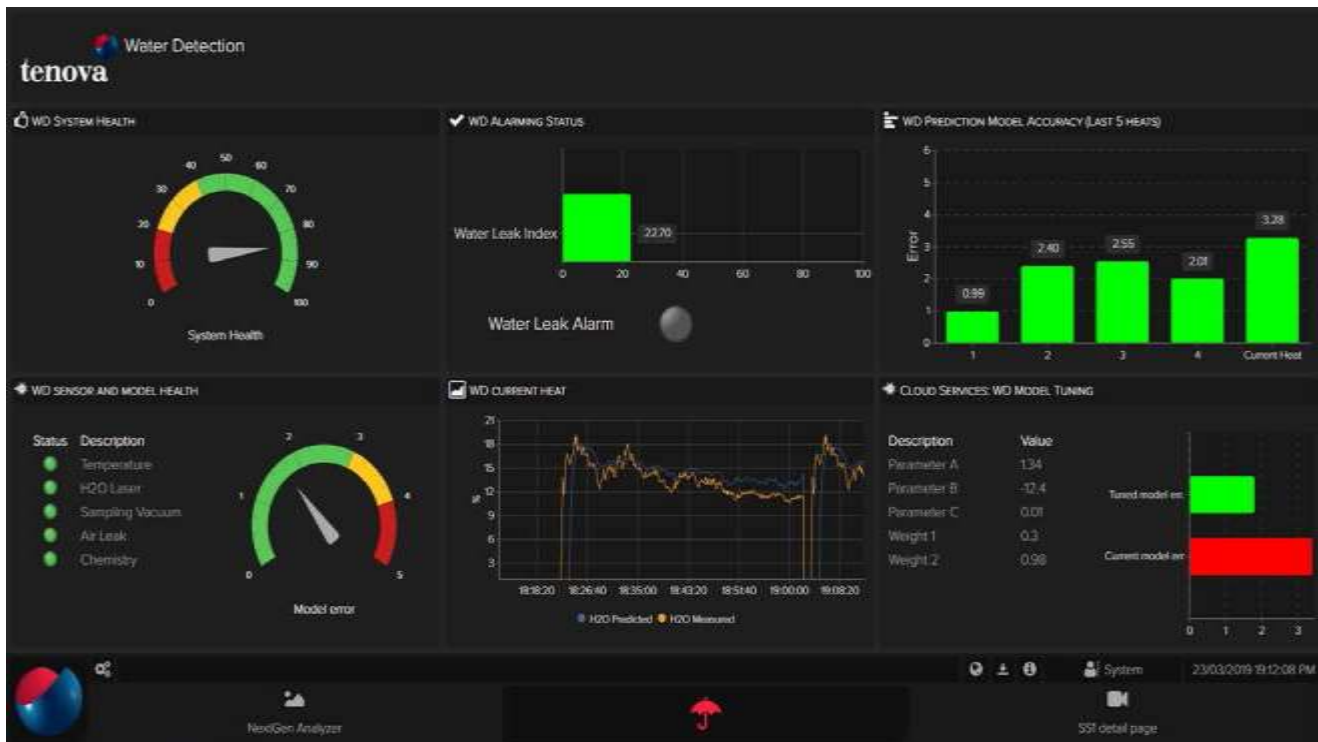 Water Detection
tenova
WD SYSTEM HEALTH
0
10
20
30
40
50
60
70
80
90
100
System Health
WD ALARMING STATUS
Water Leak Index
22.70
0 20 40 60 80 100
Water Leak Alarm
WD PREDICTION MODEL ACCURACY (LAST 5 HEATS)
6
5
4
3
2
1
0
Error
0.99
2.40
2.55
2.01
3.28
1 2 3 4 Current Heat
WD SENSOR AND MODEL HEALTH
Status Description
Temperature
H2O Laser
Sampling Vacuum
Air Leak
Chemistry
0
1
2
3
4
5
Model error
WD CURRENT HEAT
21
18
15
12
9
6
3
%
18:18:20 18:26:40 18:35:00 18:43:20 18:51:40 19:00:00 19:08:20
H2O Predicted H2O Measured
CLOUD SERVICES: WD MODEL TUNING
Description Value
Parameter A 1.34
Parameter B -12.4
Parameter C 0.01
Weight 1 0.3
Weight 2 0.98
Tuned model err.
Current model err.
0 1 2 3
System
23/03/2019 19:12:08 PM
NextGen Analyzer
SST detail page